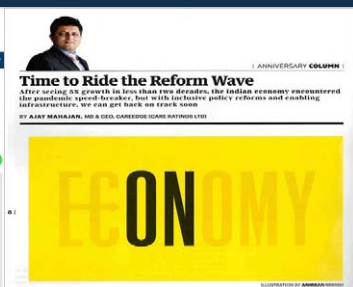 | ANNIVERSARY COLUMN |
Time to Ride the Reform Wave
After seeing 5X growth in less than two decades, the Indian economy encountered
the pandemic speed-breaker, but with inclusive policy reforms and enabling
infrastructure, we can get back on track soon
BY AJAY MAHAJAN, MD & CEO, CAREEDGE (CARE RATINGS LTD)
ECONOMY
ILLUSTRATION BY ANIRBAN